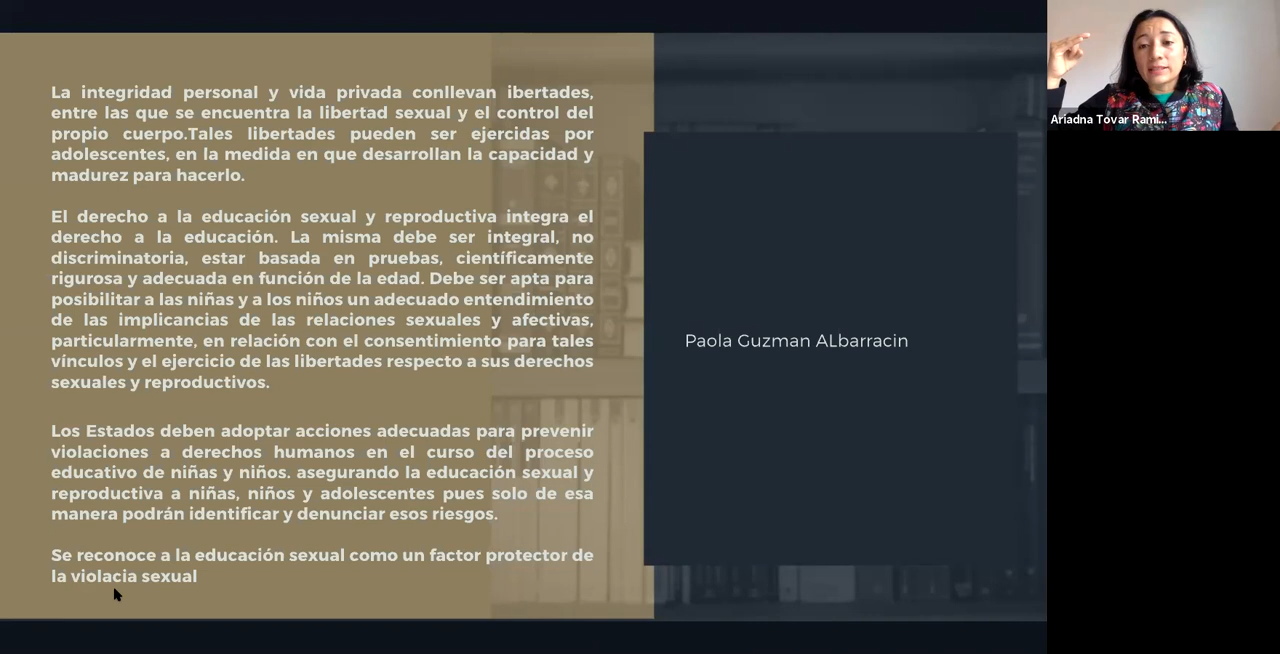 La integridad personal y vida privada conllevan ibertades,
entre las que se encuentra la libertad sexual y el control del
propio cuerpo.Tales libertades pueden ser ejercidas por
adolescentes, en la medida en que desarrollan la capacidad y
madurez para hacerlo.
El derecho a la educación sexual y reproductiva integra el
derecho a la educación. La misma debe ser integral, no
discriminatoria, estar basada en pruebas, científicamente
rigurosa y adecuada en función de la edad. Debe ser apta para
posibilitar a las niñas y a los niños un adecuado entendimiento
de las implicancias de las relaciones sexuales y afectivas,
particularmente, en relación con el consentimiento para tales
vínculos y el ejercicio de las libertades respecto a sus derechos
sexuales y reproductivos.
Los Estados deben adoptar acciones adecuadas para prevenir
violaciones a derechos humanos en el curso del proceso
educativo de niñas y niños. asegurando la educación sexual y
reproductiva a niñas, niños y adolescentes pues solo de esa
manera podrán identificar y denunciar esos riesgos.
Se reconoce a la educación sexual como un factor protector de
la violacia sexual
Paola Guzman ALbarracin
Ariadna Tovar Rami...